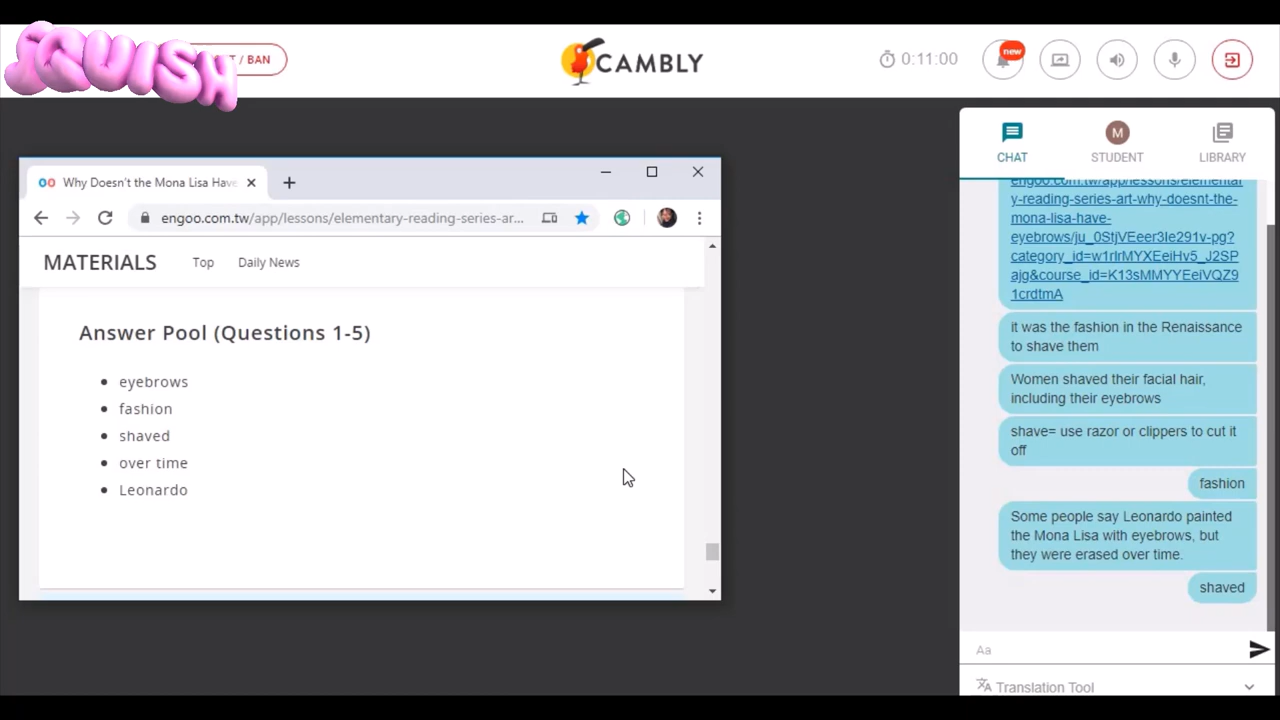 SQUISH
T / BAN
CAMBLY
0:11:00
new
Why Doesn't the Mona Lisa Have
engoo.com.tw/app/lessons/elementary-reading-series-ar...
MATERIALS
Top
Daily News
Answer Pool (Questions 1-5)
eyebrows
fashion
shaved
over time
Leonardo
M
CHAT
STUDENT
LIBRARY
engoo.com.tw/app/lessons/elementar
y-reading-series-art-why-doesnt-the-
mona-lisa-have-
eyebrows/ju_0StjVEeer3Ie291v-pg?
category_id=w1rIrMYXEeiHv5_J2SP
ajg&course_id=K13sMMYYEeiVQZ9
1crdtmA
it was the fashion in the Renaissance
to shave them
Women shaved their facial hair,
including their eyebrows
shave= use razor or clippers to cut it
off
fashion
Some people say Leonardo painted
the Mona Lisa with eyebrows, but
they were erased over time.
shaved
Aa
Translation Tool